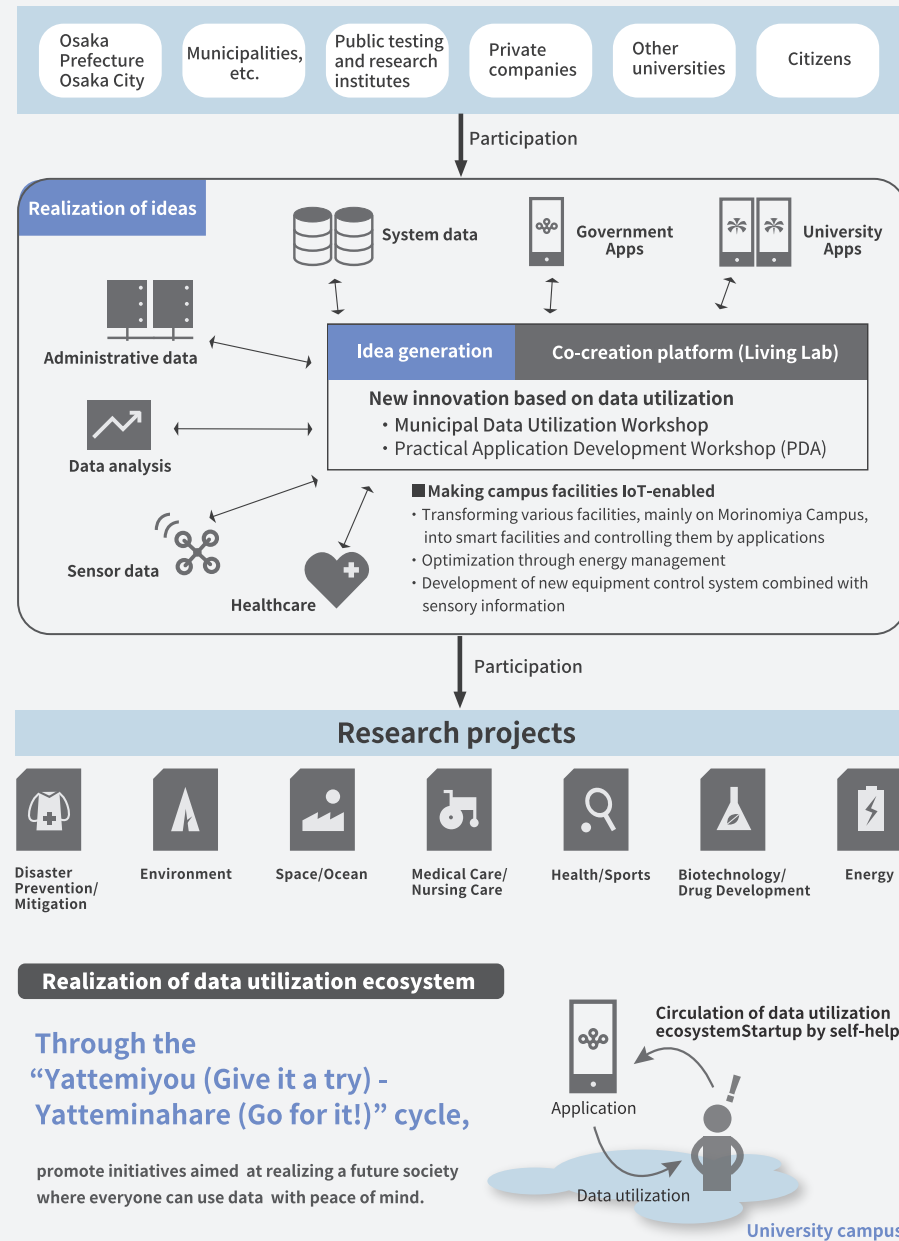 Osaka
Prefecture
Osaka City
Municipalities,
etc.
Public testing
and research
institutes
Private
companies
Other
universities
Citizens
Participation
Realization of ideas
System data
Government
Apps
University
Apps
Administrative data
Idea generation
Co-creation platform (Living Lab)
New innovation based on data utilization
・Municipal Data Utilization Workshop
・Practical Application Development Workshop (PDA)
Data analysis
■Making campus facilities IoT-enabled
・Transforming various facilities, mainly on Morinomiya Campus,
into smart facilities and controlling them by applications
・Optimization through energy management
・Development of new equipment control system combined with
sensory information
Sensor data
Healthcare
Participation
Research projects
Disaster
Prevention/
Mitigation
Environment
Space/Ocean
Medical Care/
Nursing Care
Health/Sports
Biotechnology/
Drug Development
Energy
Realization of data utilization ecosystem
Through the
“Yattemiyou (Give it a try) -
Yatteminahare (Go for it!)” cycle,
promote initiatives aimed at realizing a future society
where everyone can use data with peace of mind.
Circulation of data utilization
ecosystemStartup by self-help
!
Application
Data utilization
University campus